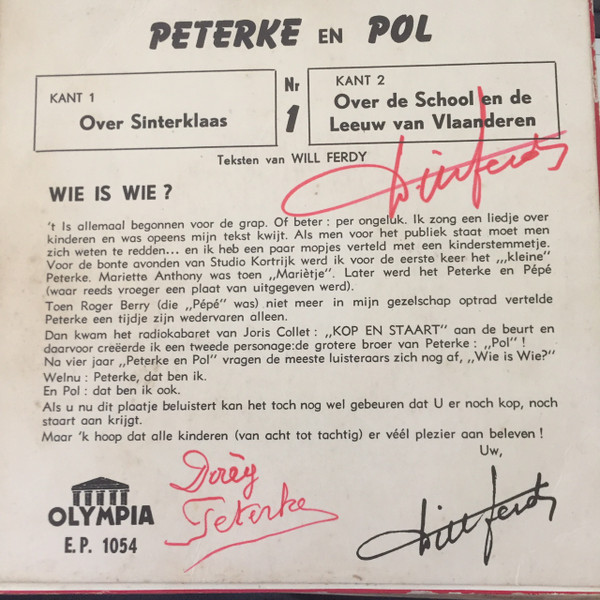 PETERKE EN POL
KANT 1
Over Sinterklaas
Nr
1
KANT 2
Over de School en de
Leeuw van Vlaanderen
Teksten van WILL FERDY
Will Ferdy
WIE IS WIE ?
't Is allemaal begonnen voor de grap. Of beter : per ongeluk. Ik zong een liedje over
kinderen en was opeens mijn tekst kwijt. Als men voor het publiek staat moet men
zich weten te redden... en ik heb een paar mopjes verteld met een kinderstemmetje.
Voor de bonte avonden van Studio Kortrijk werd ik voor de eerste keer het „„kleine"
Peterke. Mariette Anthony was toen „Mariètje". Later werd het Peterke en Pépé
(waar reeds vroeger een plaat van uitgegeven werd).
Toen Roger Berry (die „Pépé" was) niet meer in mijn gezelschap optrad vertelde
Peterke een tijdje zijn wedervaren alleen.
Dan kwam het radiokabaret van Joris Collet : „KOP EN STAART" aan de beurt en
daarvoor creëerde ik een tweede personage:de grotere broer van Peterke : „Pol" !
Na vier jaar „Peterke en Pol" vragen de meeste luisteraars zich nog af, „Wie is Wie?"
Welnu : Peterke, dat ben ik.
En Pol : dat ben ik ook.
Als u nu dit plaatje beluistert kan het toch nog wel gebeuren dat U er noch kop, noch
staart aan krijgt.
Maar 'k hoop dat alle kinderen (van acht tot tachtig) er véél plezier aan beleven !
Uw,
Will Ferdy
Peterke
OLYMPIA
E.P. 1054